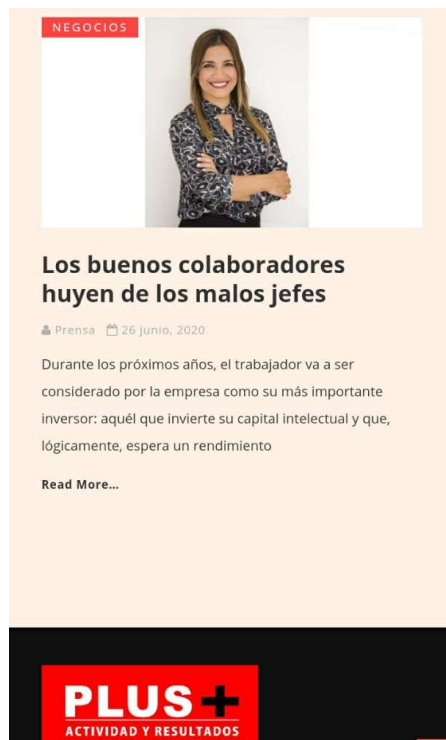 NEGOCIOS
Los buenos colaboradores
huyen de los malos jefes
Prensa 26 junio, 2020
Durante los próximos años, el trabajador va a ser
considerado por la empresa como su más importante
inversor: aquél que invierte su capital intelectual y que,
lógicamente, espera un rendimiento
Read More...
PLUS+
ACTIVIDAD Y RESULTADOS